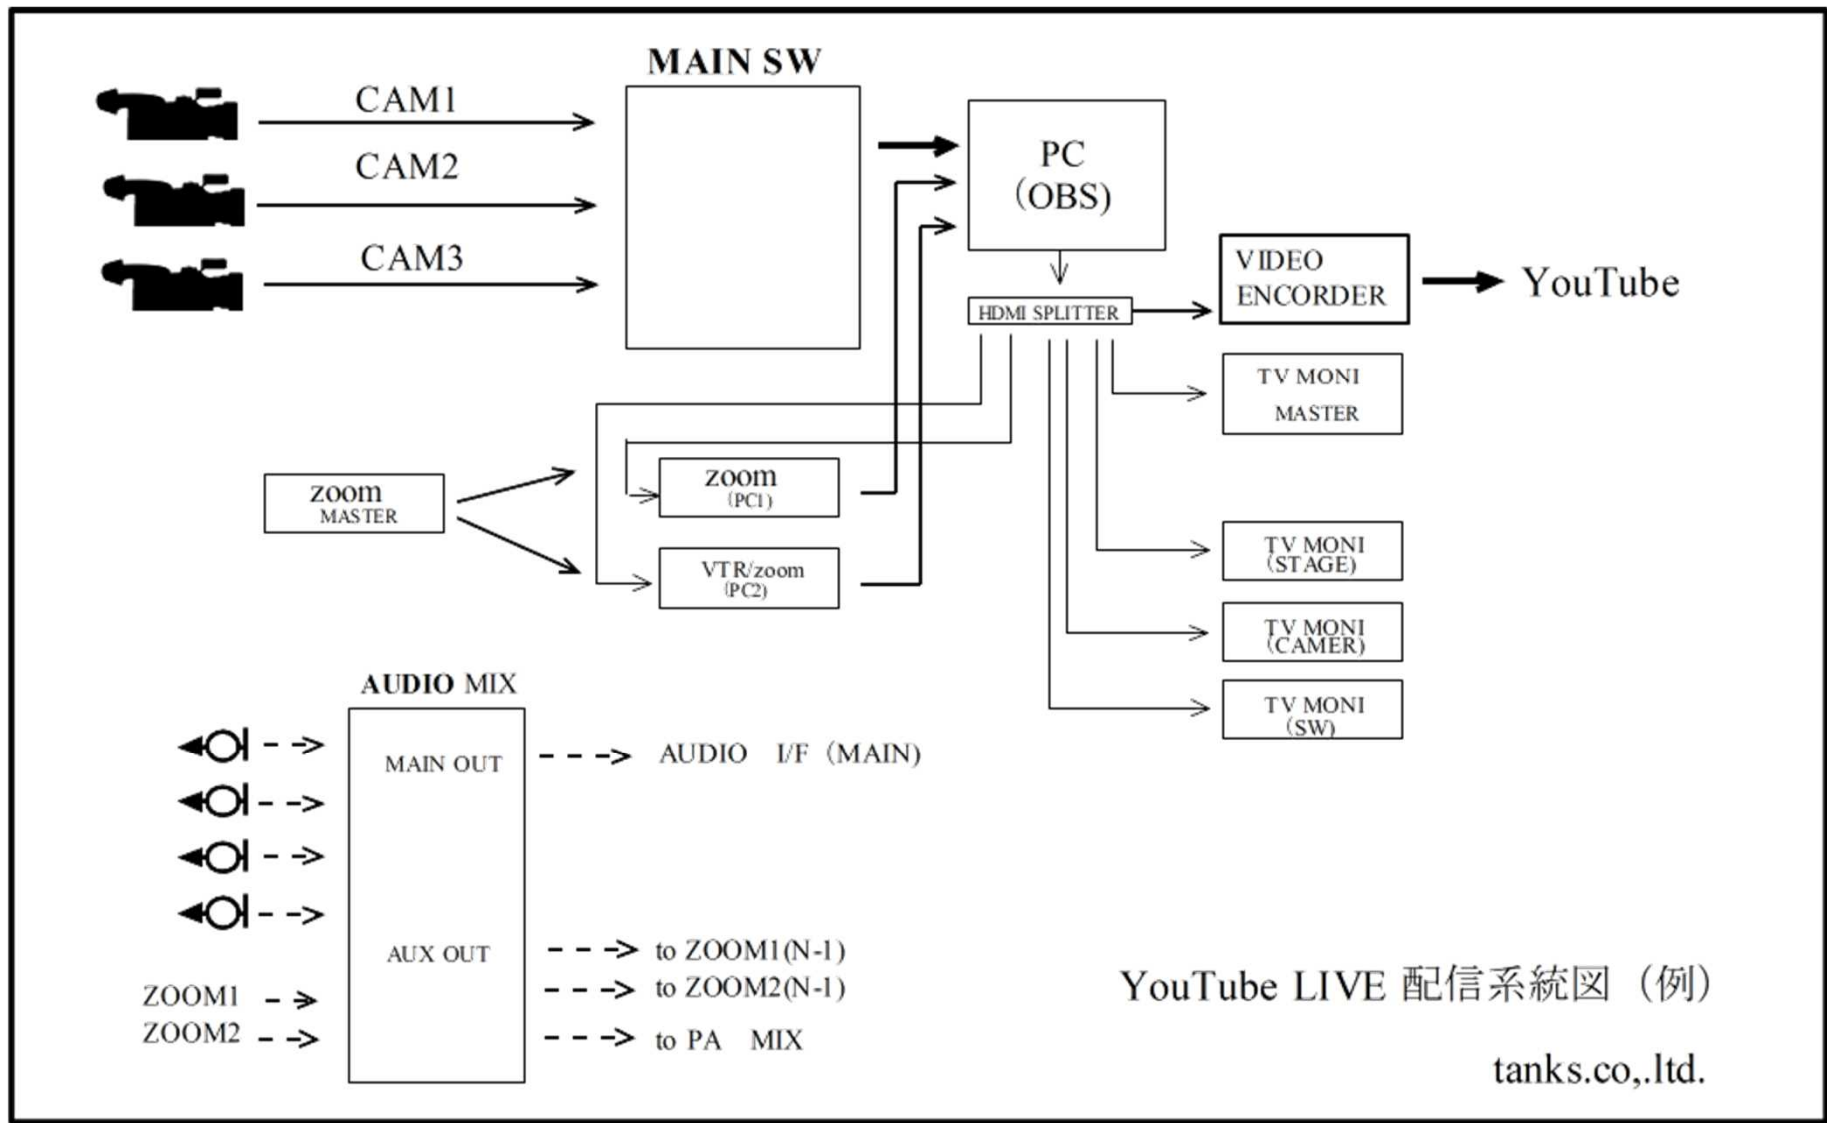 MAIN SW
CAM1
CAM2
CAM3
PC
(OBS)
HDMI SPLITTER
VIDEO
ENCORDER
YouTube
TV MONI
MASTER
zoom
MASTER
zoom
(PC1)
VTR/zoom
(PC2)
TV MONI
(STAGE)
TV MONI
(CAMER)
TV MONI
(SW)
AUDIO MIX
MAIN OUT
AUDIO I/F (MAIN)
AUX OUT
to ZOOM1(N-1)
to ZOOM2(N-1)
to PA MIX
ZOOM1
ZOOM2
YouTube LIVE 配信系統図（例）
tanks.co,.ltd.